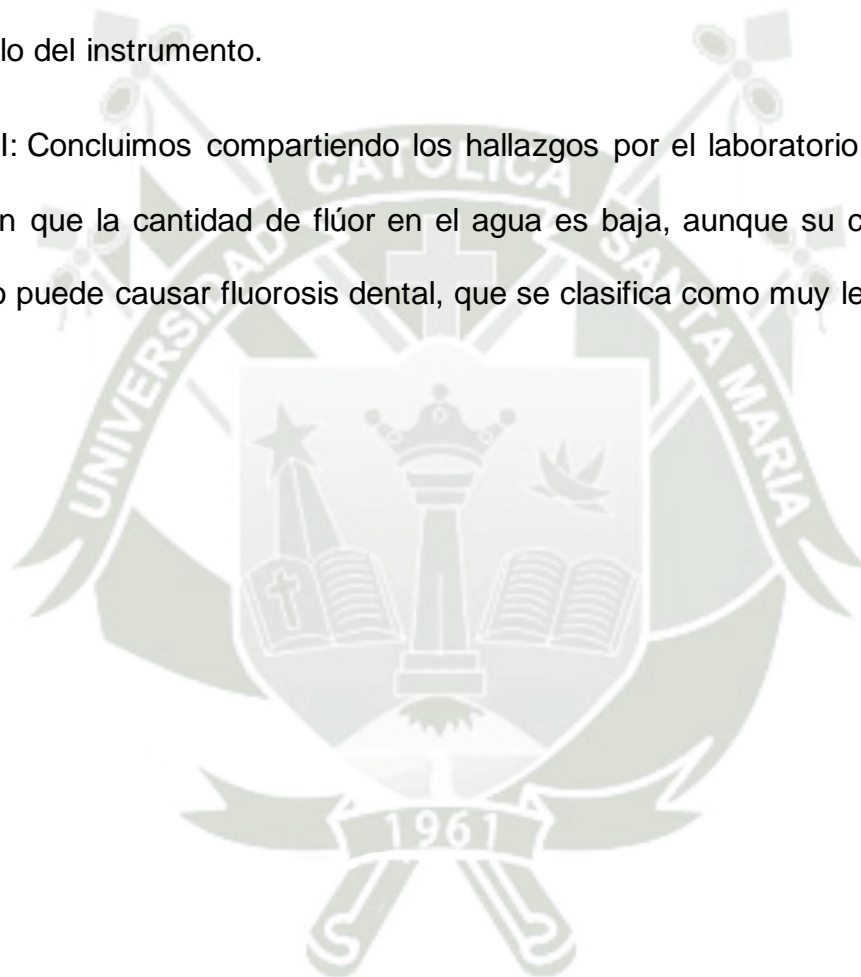 lo del instrumento.
I: Concluimos compartiendo los hallazgos por el laboratorio
n que la cantidad de flúor en el agua es baja, aunque su c
o puede causar fluorosis dental, que se clasifica como muy le
UNIVERSIDAD CATOLICA SANTA MARIA
1961